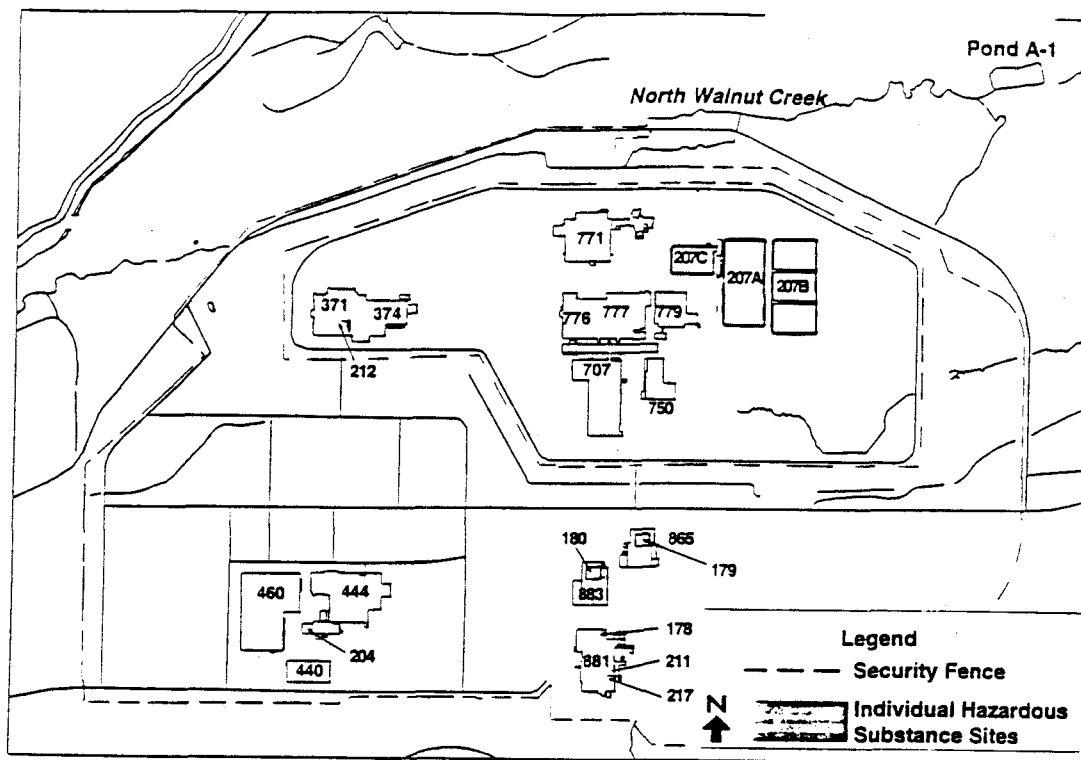 Pond A-1
North Walnut Creek
771
207C
207A
207B
371
374
776
777
779
212
707
750
180
865
179
883
460
444
178
881
211
204
217
440
Legend
Security Fence
N
Individual Hazardous
Substance Sites